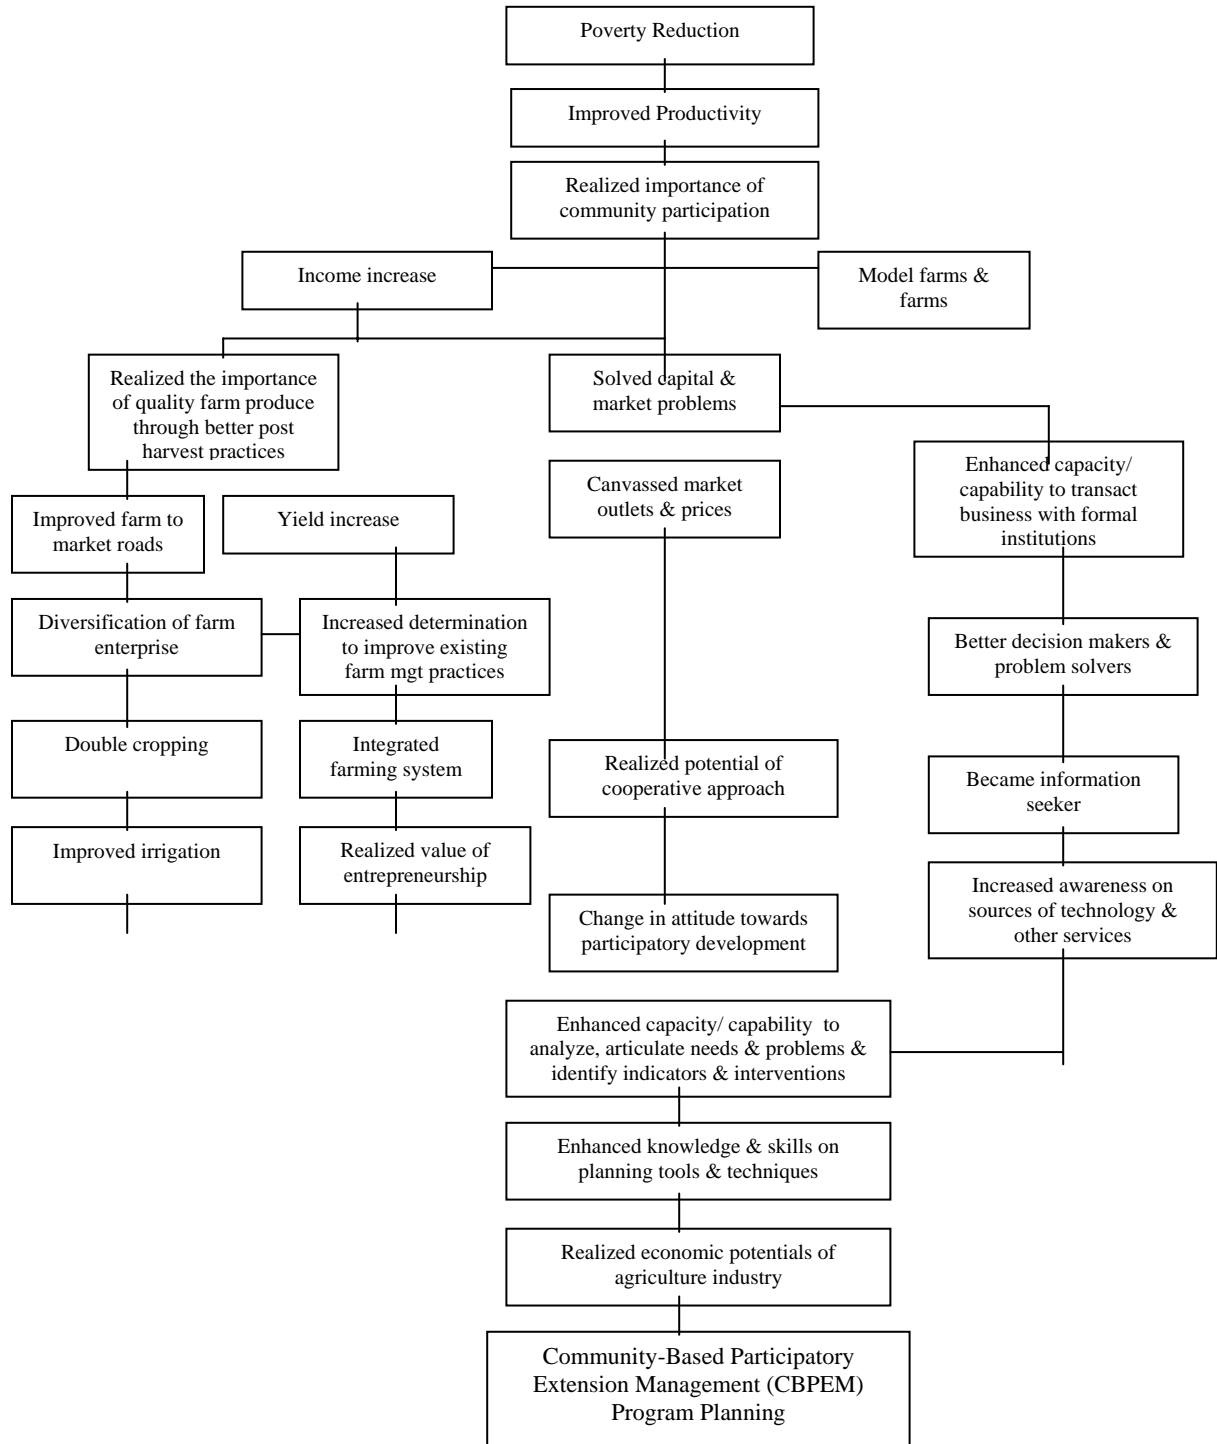 Poverty Reduction
Improved Productivity
Realized importance of
community participation
Income increase
Model farms &
farms
Realized the importance
of quality farm produce
through better post
harvest practices
Solved capital &
market problems
Enhanced capacity/
capability to transact
business with formal
institutions
Canvassed market
outlets & prices
Improved farm to
market roads
Yield increase
Diversification of farm
enterprise
Increased determination
to improve existing
farm mgt practices
Better decision makers &
problem solvers
Double cropping
Integrated
farming system
Realized potential of
cooperative approach
Became information
seeker
Improved irrigation
Realized value of
entrepreneurship
Increased awareness on
sources of technology &
other services
Change in attitude towards
participatory development
Enhanced capacity/ capability to
analyze, articulate needs & problems &
identify indicators & interventions
Enhanced knowledge & skills on
planning tools & techniques
Realized economic potentials of
agriculture industry
Community-Based Participatory
Extension Management (CBPEM)
Program Planning